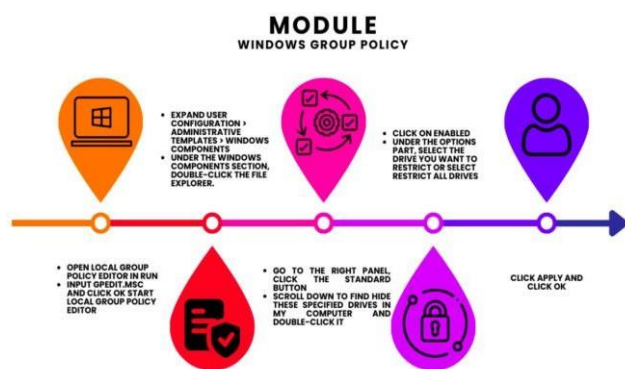 MODULE
WINDOWS GROUP POLICY
• EXPAND USER
CONFIGURATION >
ADMINISTRATIVE
TEMPLATES > WINDOWS
COMPONENTS
• UNDER THE WINDOWS
COMPONENTS SECTION,
DOUBLE-CLICK THE FILE
EXPLORER.
• CLICK ON ENABLED
• UNDER THE OPTIONS
PART, SELECT THE
DRIVE YOU WANT TO
RESTRICT OR SELECT
RESTRICT ALL DRIVES
• OPEN LOCAL GROUP
POLICY EDITOR IN RUN
• INPUT GPEDIT.MSC
AND CLICK OK START
LOCAL GROUP POLICY
EDITOR
• GO TO THE RIGHT PANEL,
CLICK THE STANDARD
BUTTON
• SCROLL DOWN TO FIND HIDE
THESE SPECIFIED DRIVES IN
MY COMPUTER AND
DOUBLE-CLICK IT
CLICK APPLY AND
CLICK OK